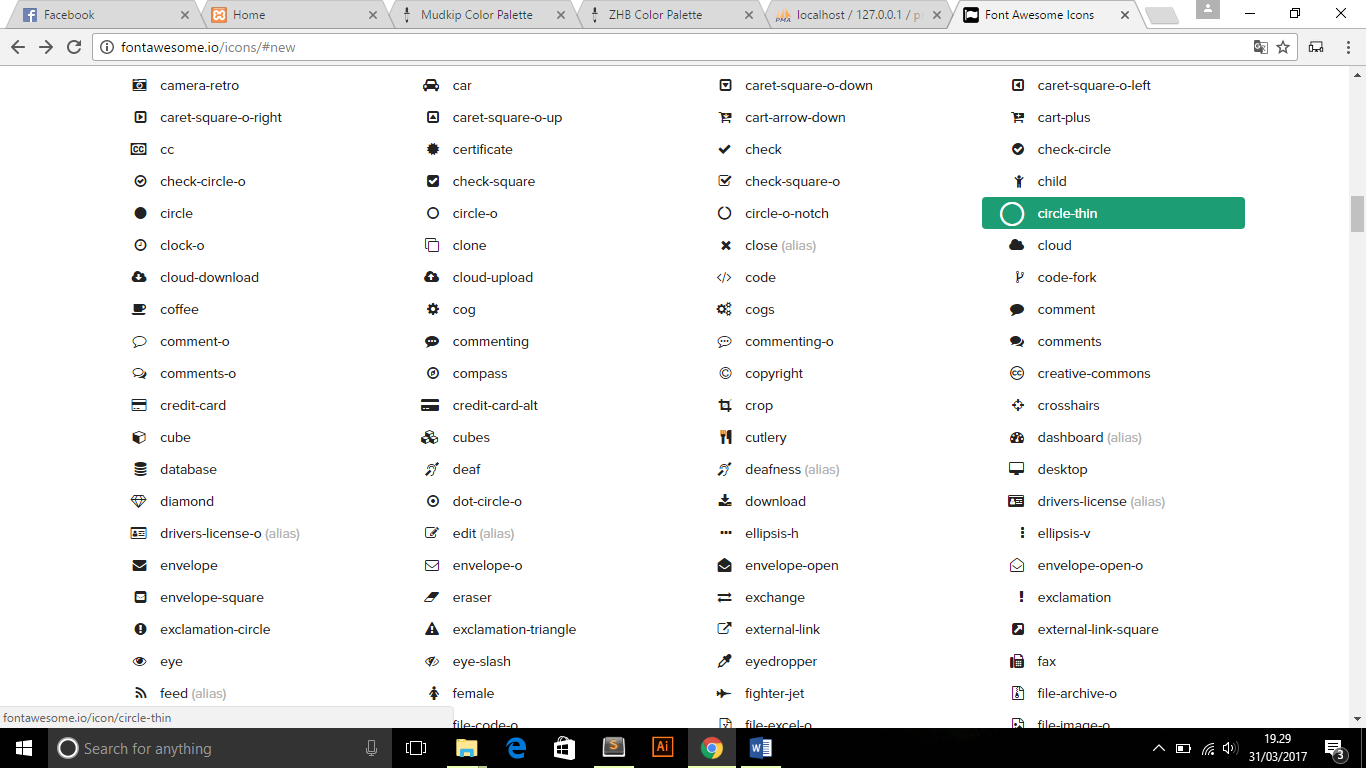 Facebook Home Mudkip Color Palette ZHB Color Palette localhost / 127.0.0.1 / p Font Awesome Icons
fontawesome.io/icons/#new
camera-retro car caret-square-o-down caret-square-o-left
caret-square-o-right caret-square-o-up cart-arrow-down cart-plus
cc certificate check check-circle
check-circle-o check-square check-square-o child
circle circle-o circle-o-notch circle-thin
clock-o clone close (alias) cloud
cloud-download cloud-upload code code-fork
coffee cog cogs comment
comment-o commenting commenting-o comments
comments-o compass copyright creative-commons
credit-card credit-card-alt crop crosshairs
cube cubes cutlery dashboard (alias)
database deaf deafness (alias) desktop
diamond dot-circle-o download drivers-license (alias)
drivers-license-o (alias) edit (alias) ellipsis-h ellipsis-v
envelope envelope-o envelope-open envelope-open-o
envelope-square eraser exchange exclamation
exclamation-circle exclamation-triangle external-link external-link-square
eye eye-slash eyedropper fax
feed (alias) female fighter-jet file-archive-o
file-code-o file-excel-o file-image-o
fontawesome.io/icon/circle-thin
Search for anything
19.29
31/03/2017
3